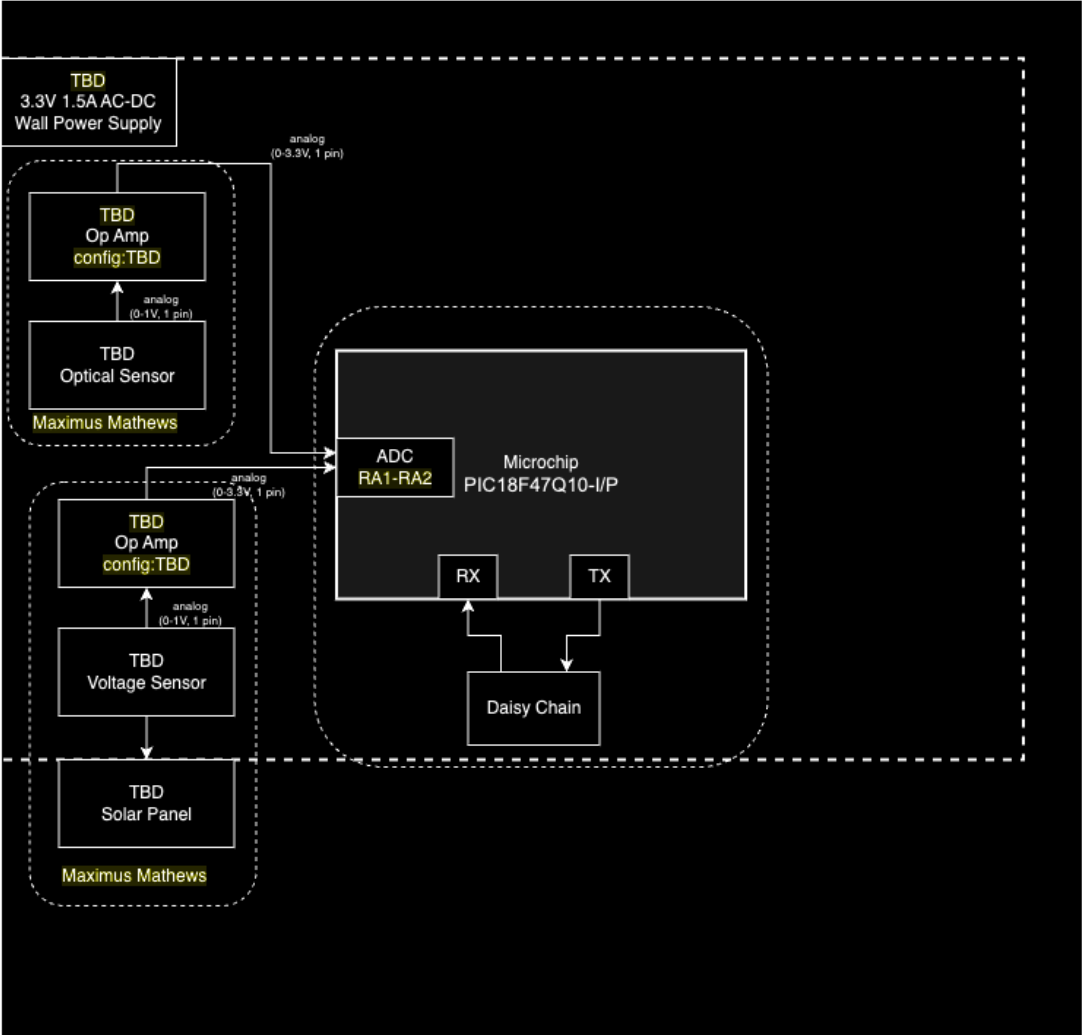 TBD
3.3V 1.5A AC-DC
Wall Power Supply
analog
(0-3.3V, 1 pin)
TBD
Op Amp
config:TBD
analog
(0-1V, 1 pin)
TBD
Optical Sensor
Maximus Mathews
ADC
RA1-RA2
Microchip
PIC18F47Q10-I/P
analog
(0-3.3V, 1 pin)
TBD
Op Amp
config:TBD
RX
TX
analog
(0-1V, 1 pin)
TBD
Voltage Sensor
Daisy Chain
TBD
Solar Panel
Maximus Mathews